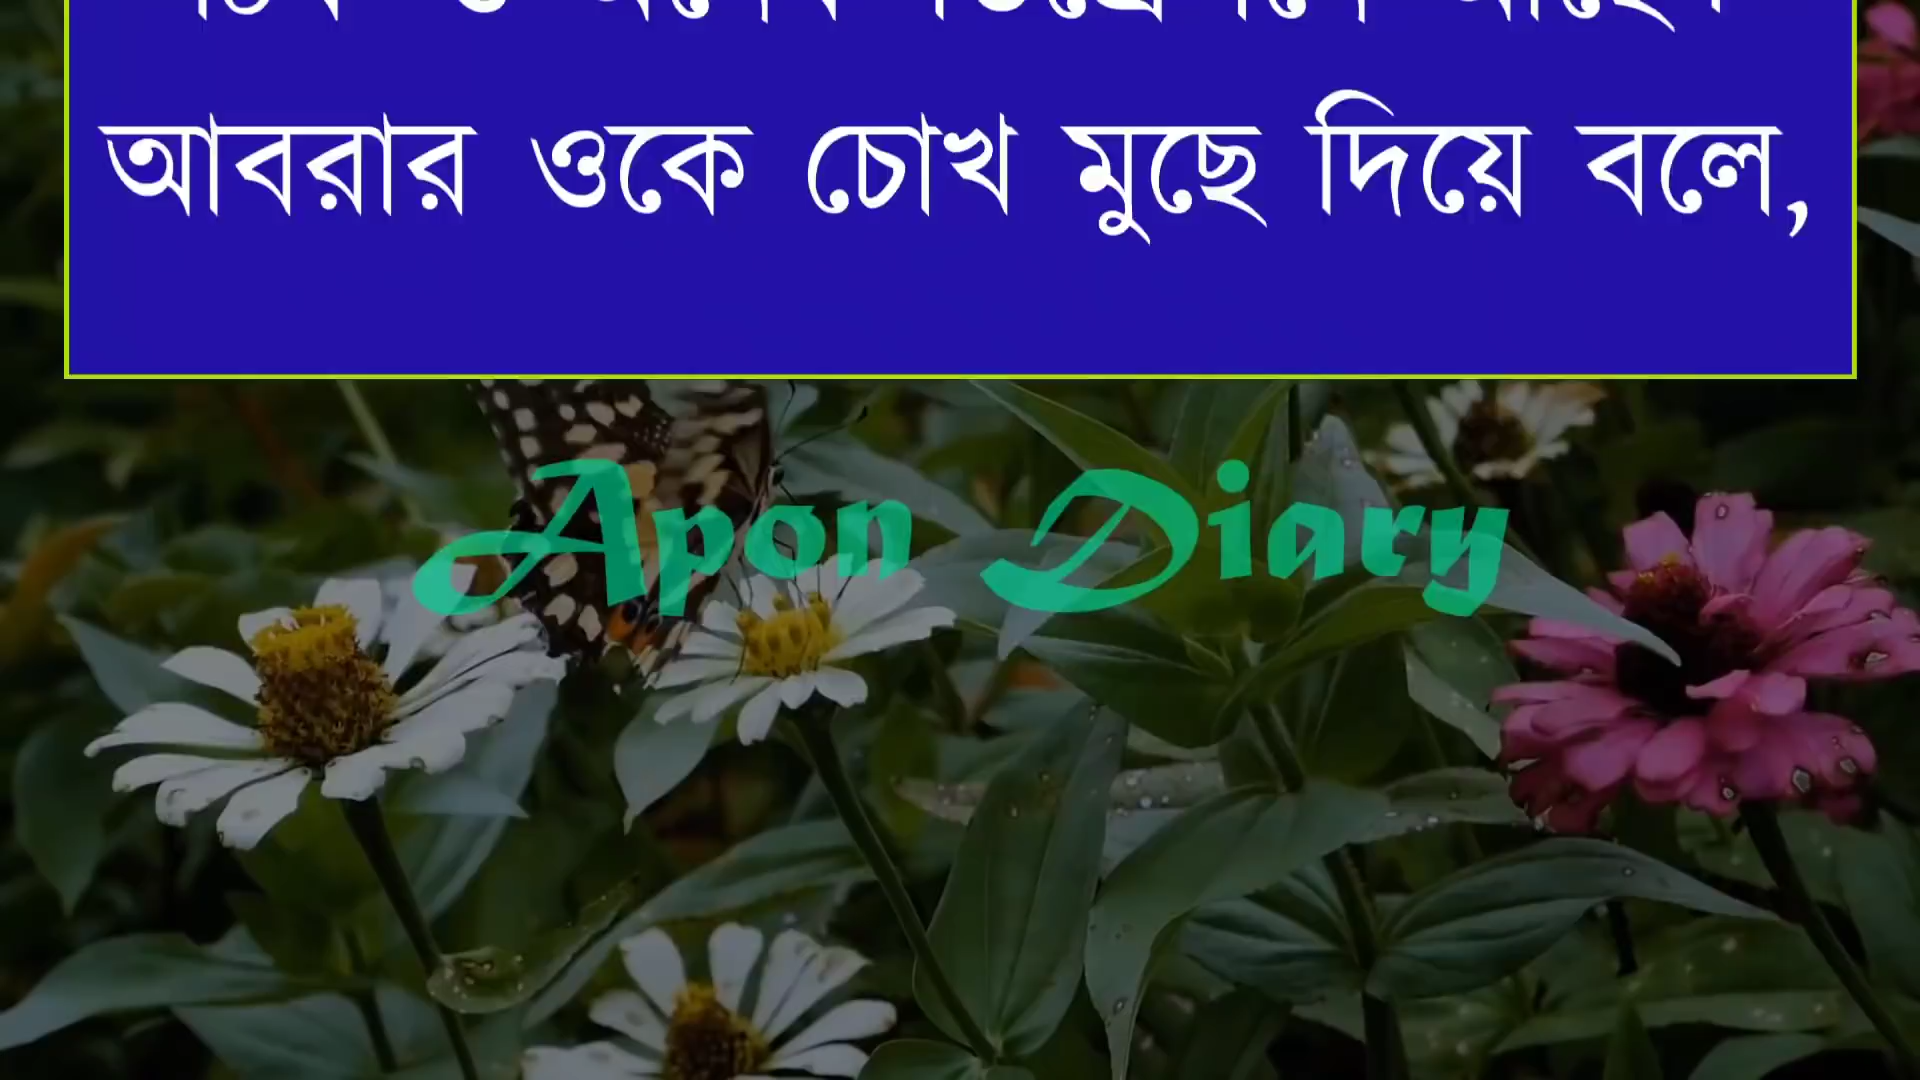 আবরার ওকে চোখ মুছে দিয়ে বলে,
Apon Diary